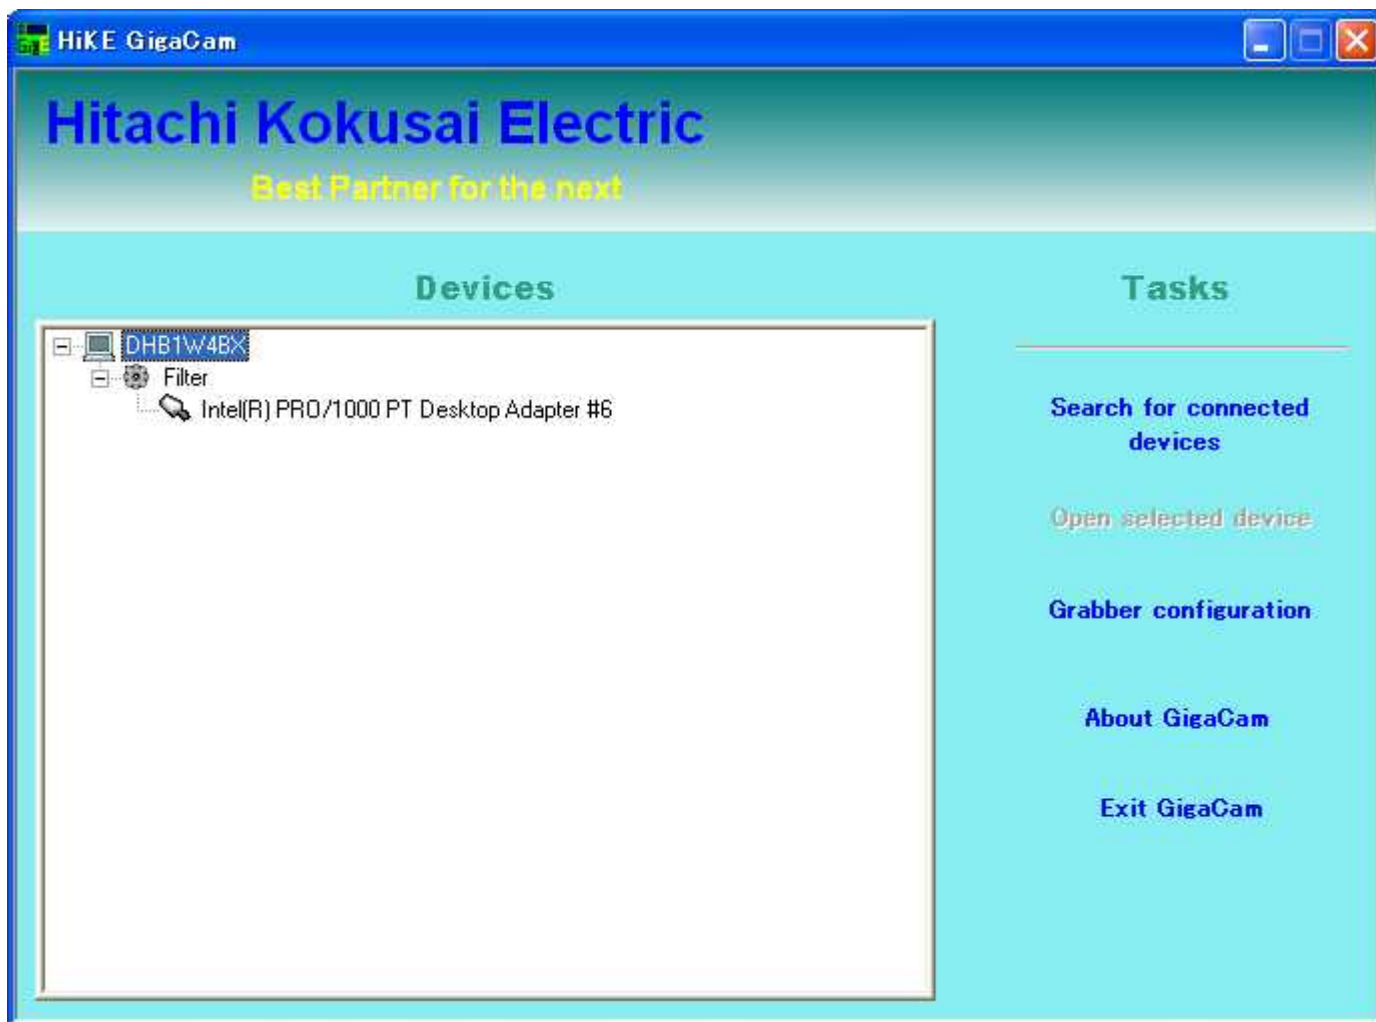 HiKE GigaCam
Hitachi Kokusai Electric
Best Partner for the next
Devices
DHB1W4BX
Filter
Intel(R) PRO/1000 PT Desktop Adapter #6
Tasks
Search for connected
devices
Open selected device
Grabber configuration
About GigaCam
Exit GigaCam